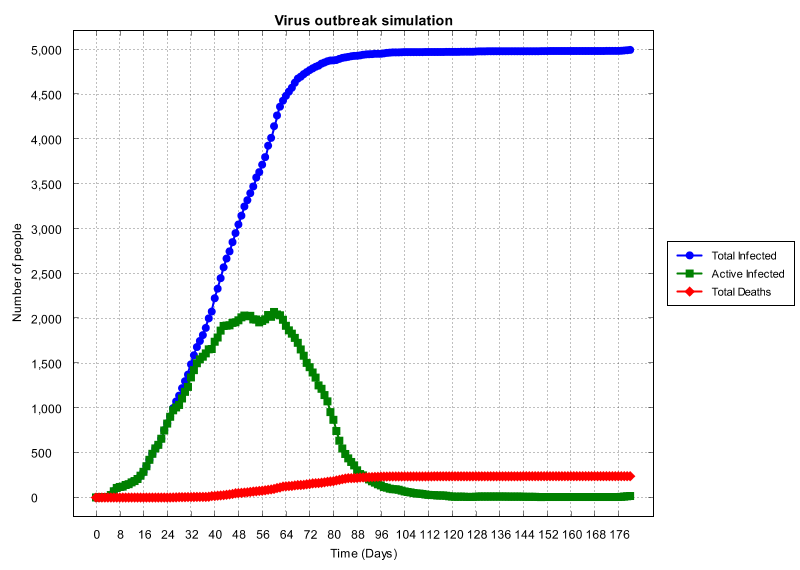 Virus outbreak simulation
5,000
4,500
4,000
3,500
3,000
2,500
2,000
1,500
1,000
500
0
Number of people
0 8 16 24 32 40 48 56 64 72 80 88 96 104 112 120 128 136 144 152 160 168 176
Time (Days)
Total Infected
Active Infected
Total Deaths